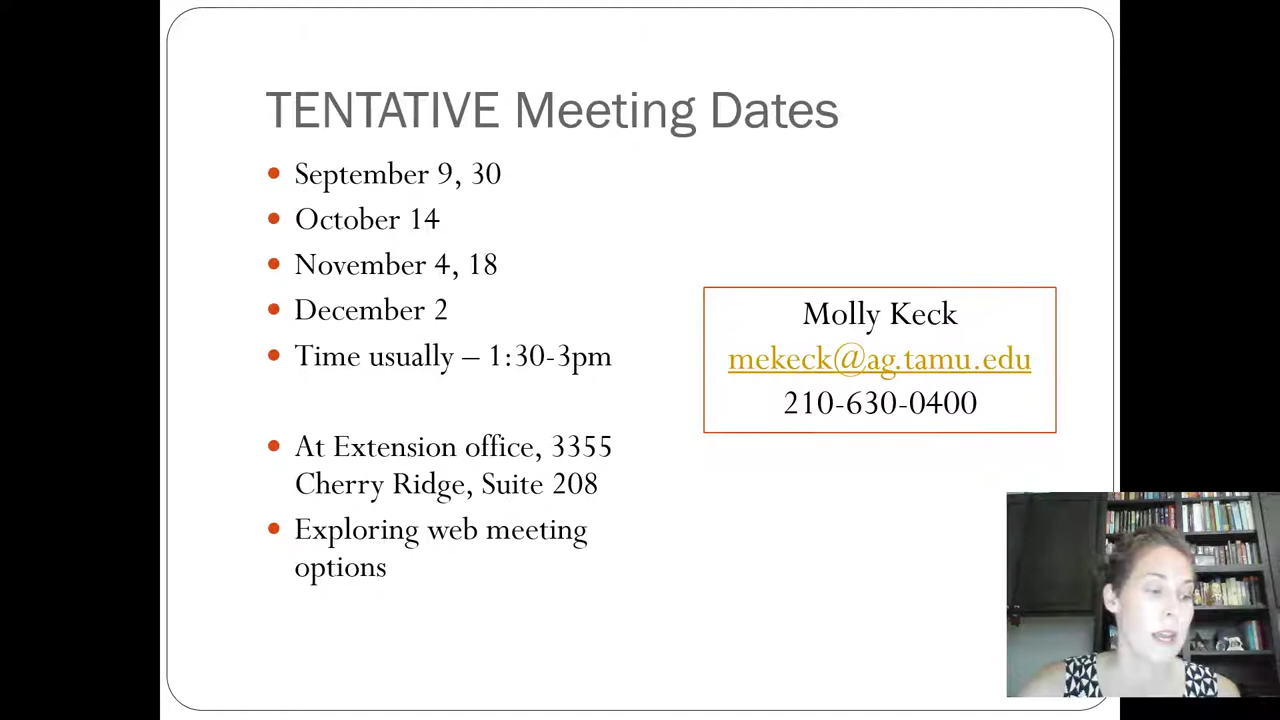 TENTATIVE Meeting Dates
September 9, 30
October 14
November 4, 18
December 2
Time usually – 1:30-3pm
At Extension office, 3355
Cherry Ridge, Suite 208
Exploring web meeting
options
Molly Keck
mekeck@ag.tamu.edu
210-630-0400